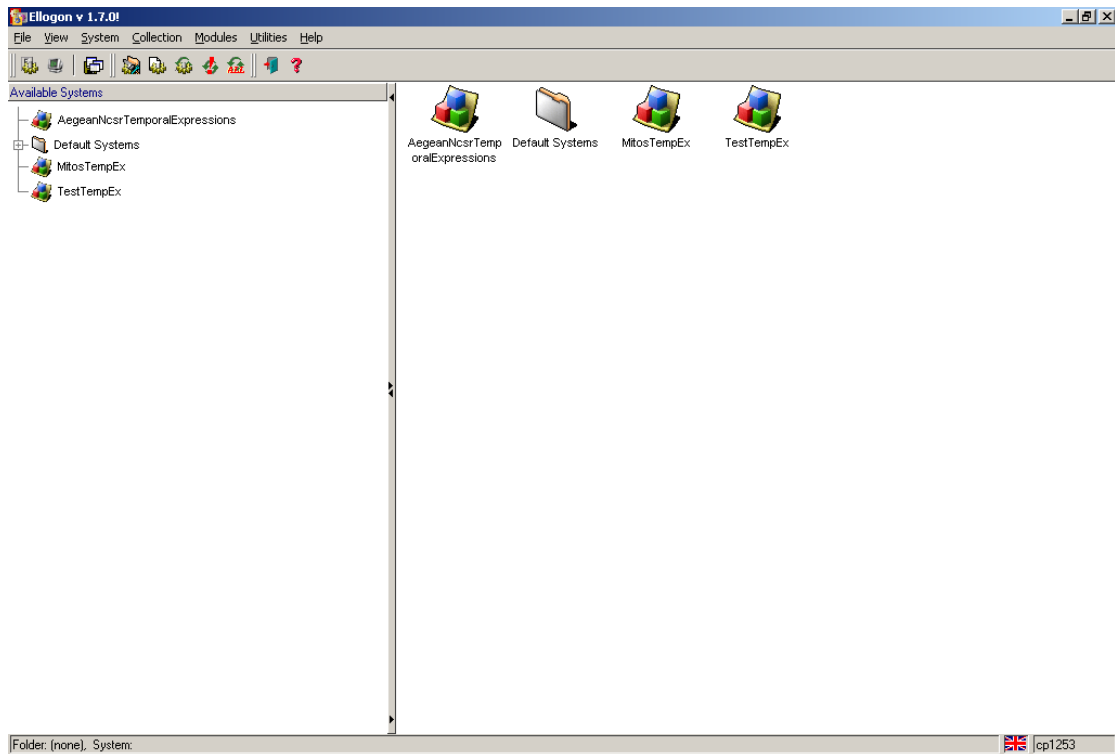 Ellogon v 1.7.0!
File View System Collection Modules Utilities Help
Available Systems
AegeanNcsrTemporalExpressions
Default Systems
MitosTempEx
TestTempEx
AegeanNcsrTemp
oralExpressions
Default Systems
MitosTempEx
TestTempEx
Folder: (none), System:
cp1253